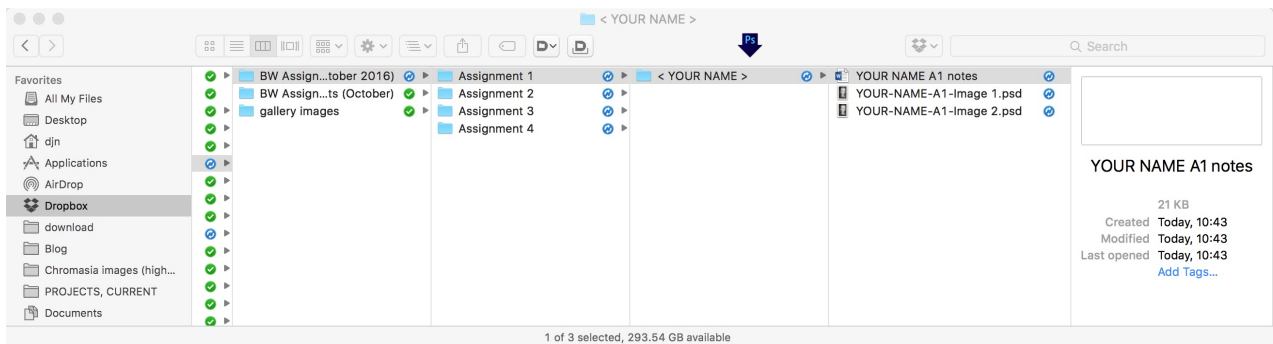 < YOUR NAME >
Ps
Search
Favorites
All My Files
Desktop
djn
Applications
AirDrop
Dropbox
download
Blog
Chromasia images (high...
PROJECTS, CURRENT
Documents
BW Assign...tober 2016)
BW Assign...ts (October)
gallery images
Assignment 1
Assignment 2
Assignment 3
Assignment 4
< YOUR NAME >
YOUR NAME A1 notes
YOUR-NAME-A1-Image 1.psd
YOUR-NAME-A1-Image 2.psd
YOUR NAME A1 notes
21 KB
Created Today, 10:43
Modified Today, 10:43
Last opened Today, 10:43
Add Tags...
1 of 3 selected, 293.54 GB available